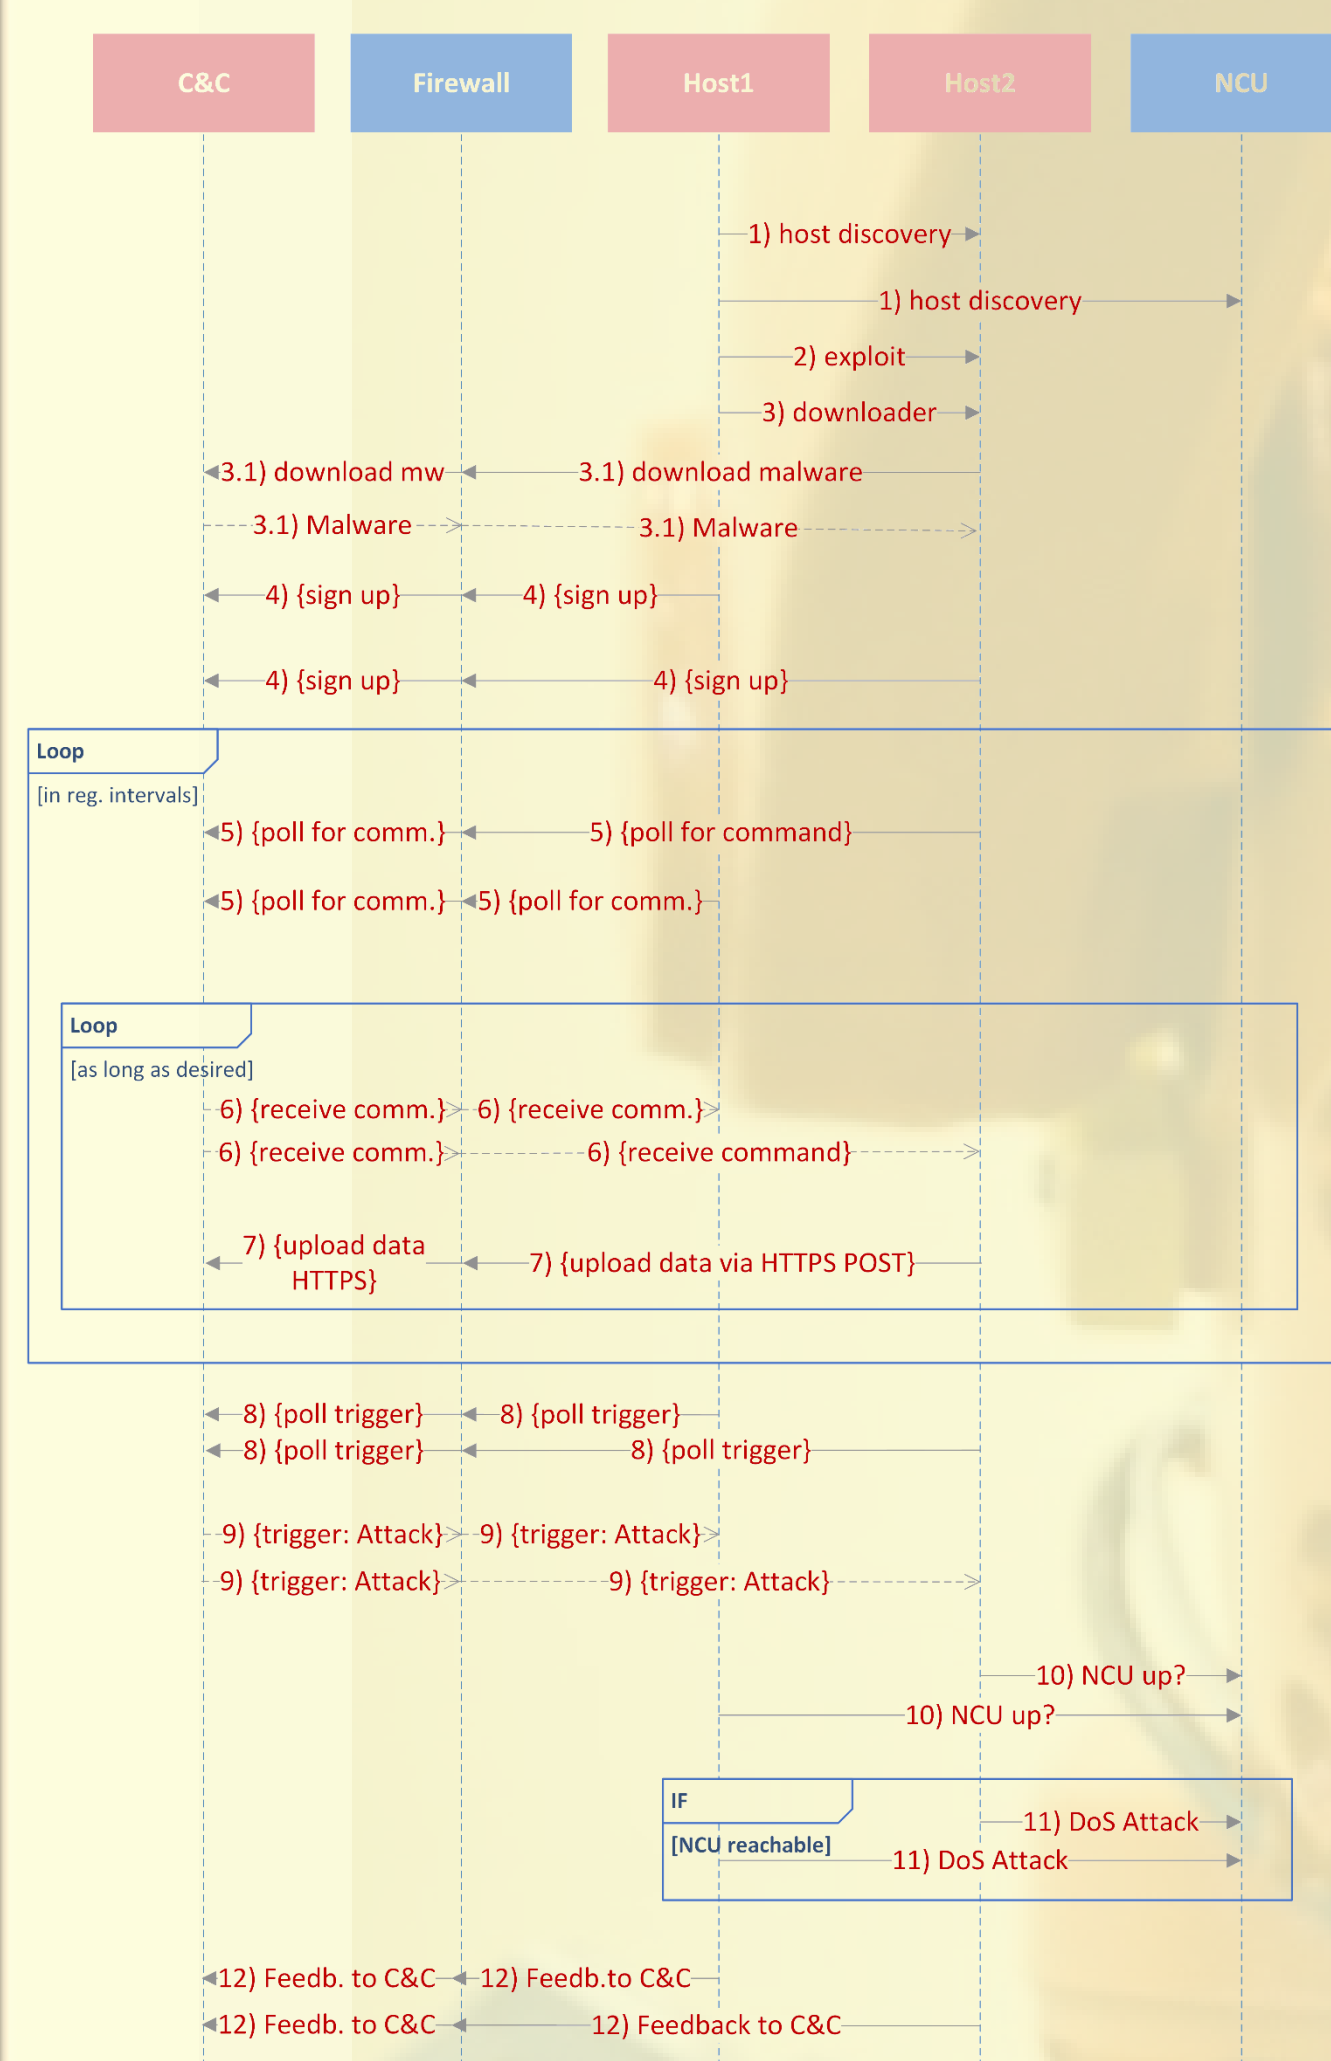 C&C
Firewall
Host1
Host2
NCU
1) host discovery
1) host discovery
2) exploit
3) downloader
3.1) download mw
3.1) download malware
3.1) Malware
3.1) Malware
4) {sign up}
4) {sign up}
4) {sign up}
4) {sign up}
Loop
[in reg. intervals]
5) {poll for comm.}
5) {poll for command}
5) {poll for comm.}
5) {poll for comm.}
Loop
[as long as desired]
6) {receive comm.}
6) {receive comm.}
6) {receive comm.}
6) {receive command}
7) {upload data
HTTPS}
7) {upload data via HTTPS POST}
8) {poll trigger}
8) {poll trigger}
8) {poll trigger}
8) {poll trigger}
9) {trigger: Attack}
9) {trigger: Attack}
9) {trigger: Attack}
9) {trigger: Attack}
10) NCU up?
10) NCU up?
IF
[NCU reachable]
11) DoS Attack
11) DoS Attack
12) Feedb. to C&C
12) Feedb.to C&C
12) Feedb. to C&C
12) Feedback to C&C